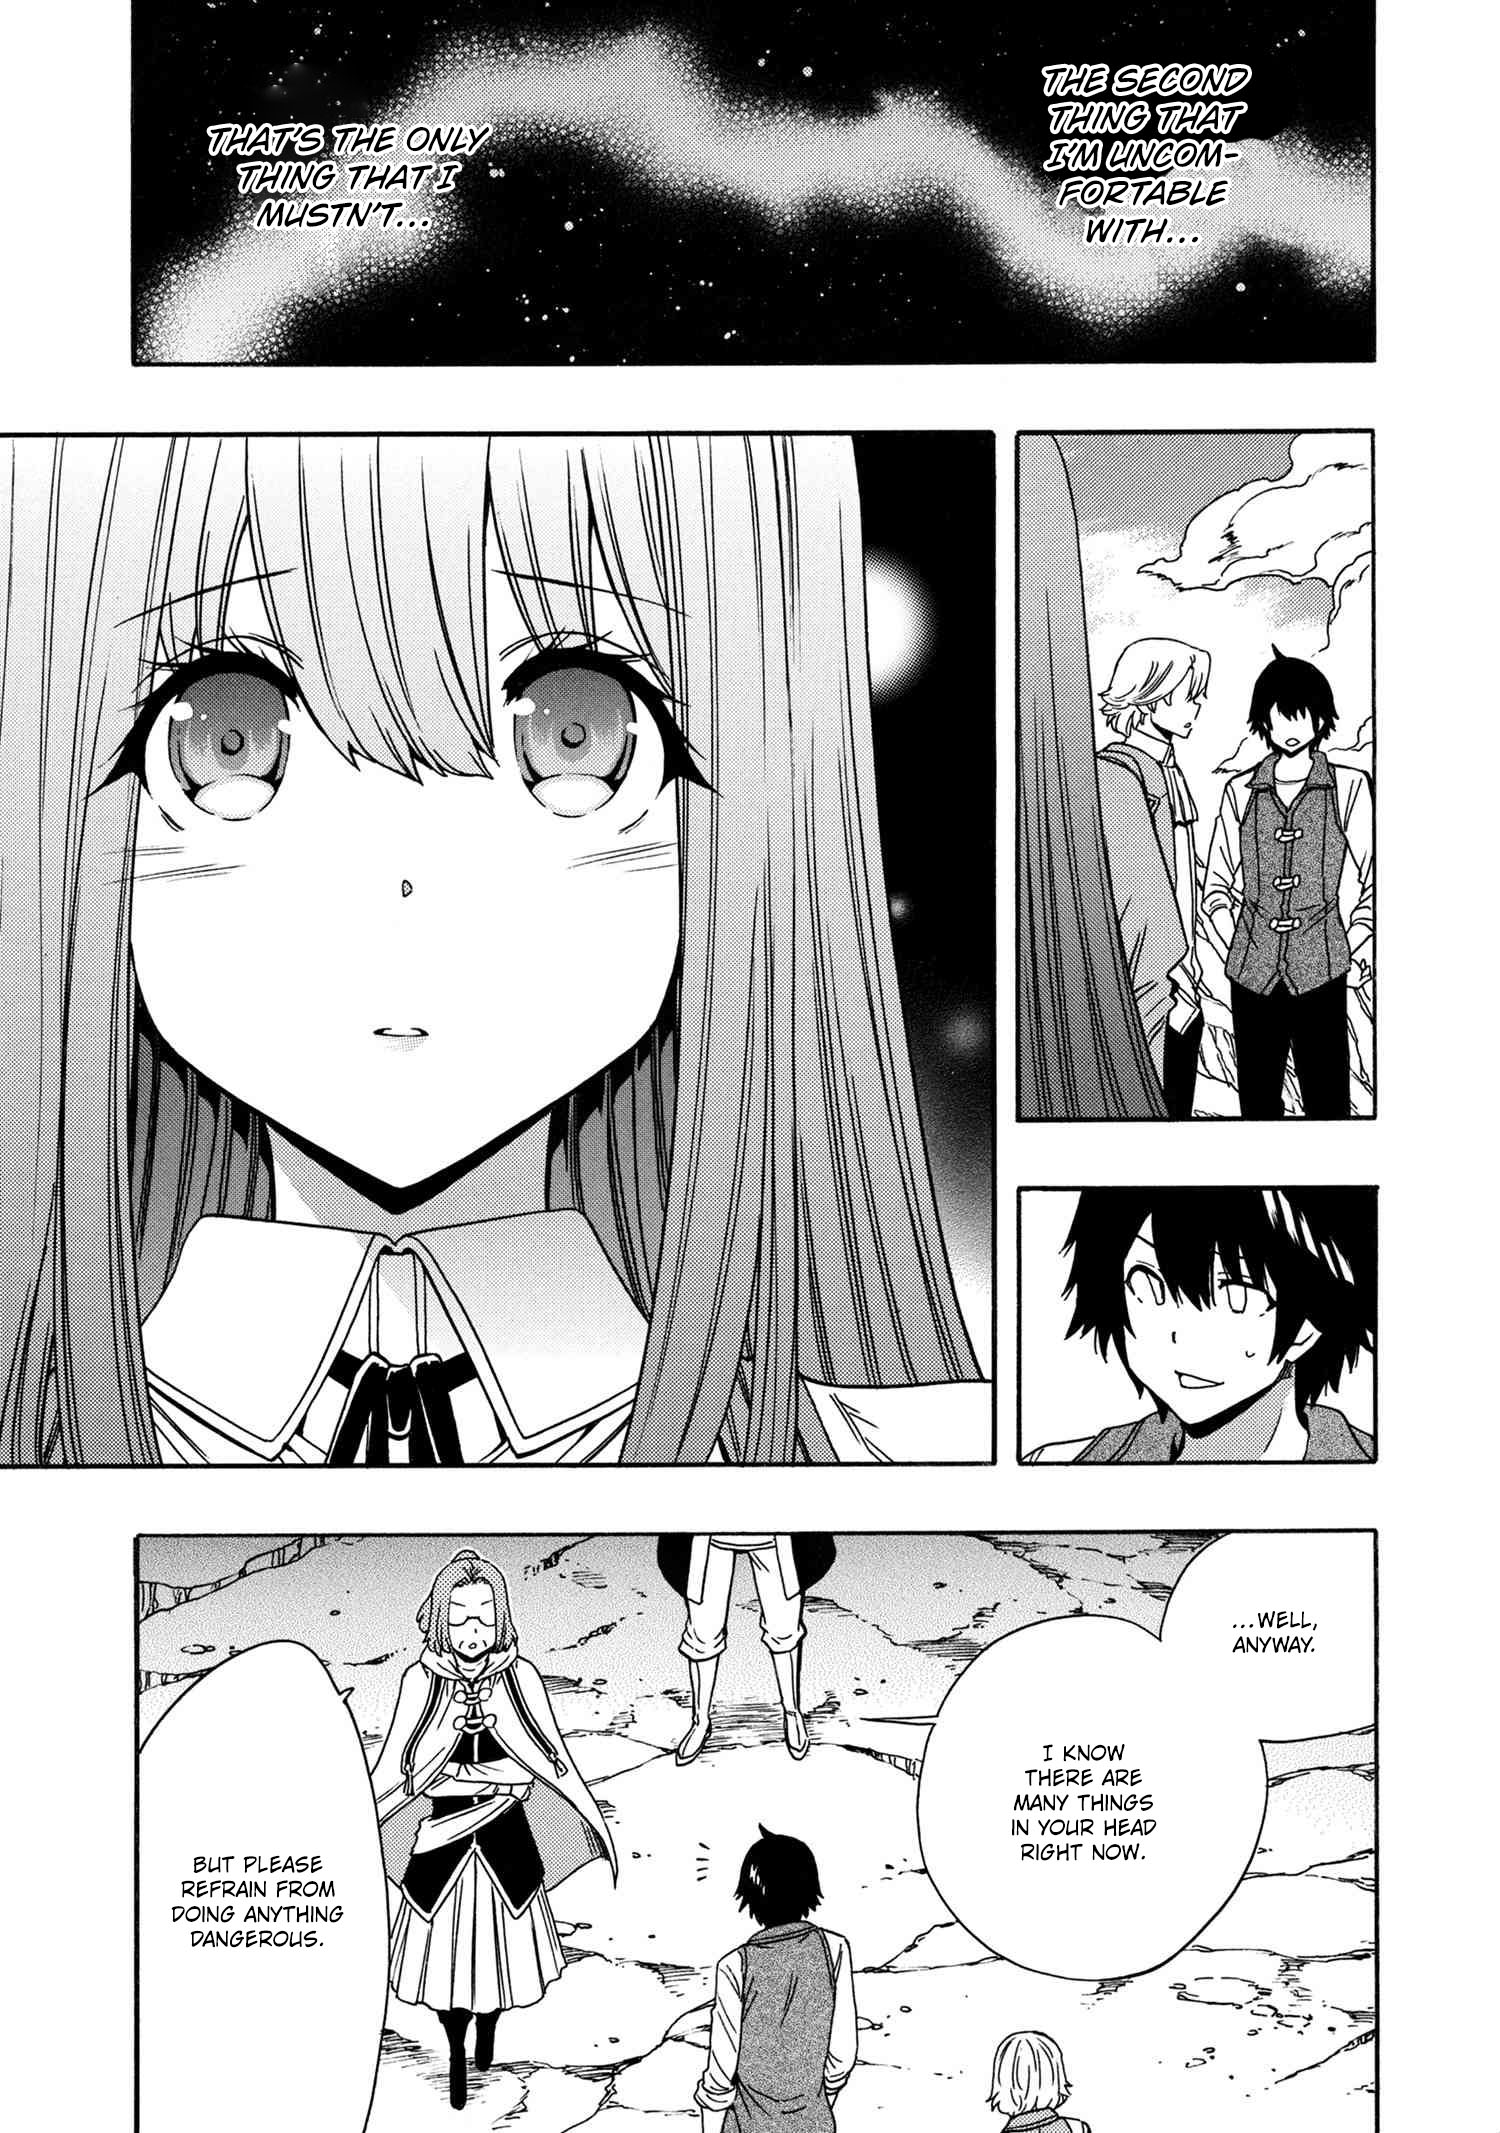 THE SECOND
THING THAT
I'M UNCOM-
FORTABLE
WITH...
THAT'S THE ONLY
THING THAT I
MUSTN'T...
...WELL,
ANYWAY.
I KNOW
THERE ARE
MANY THINGS
IN YOUR HEAD
RIGHT NOW.
BUT PLEASE
REFRAIN FROM
DOING ANYTHING
DANGEROUS.